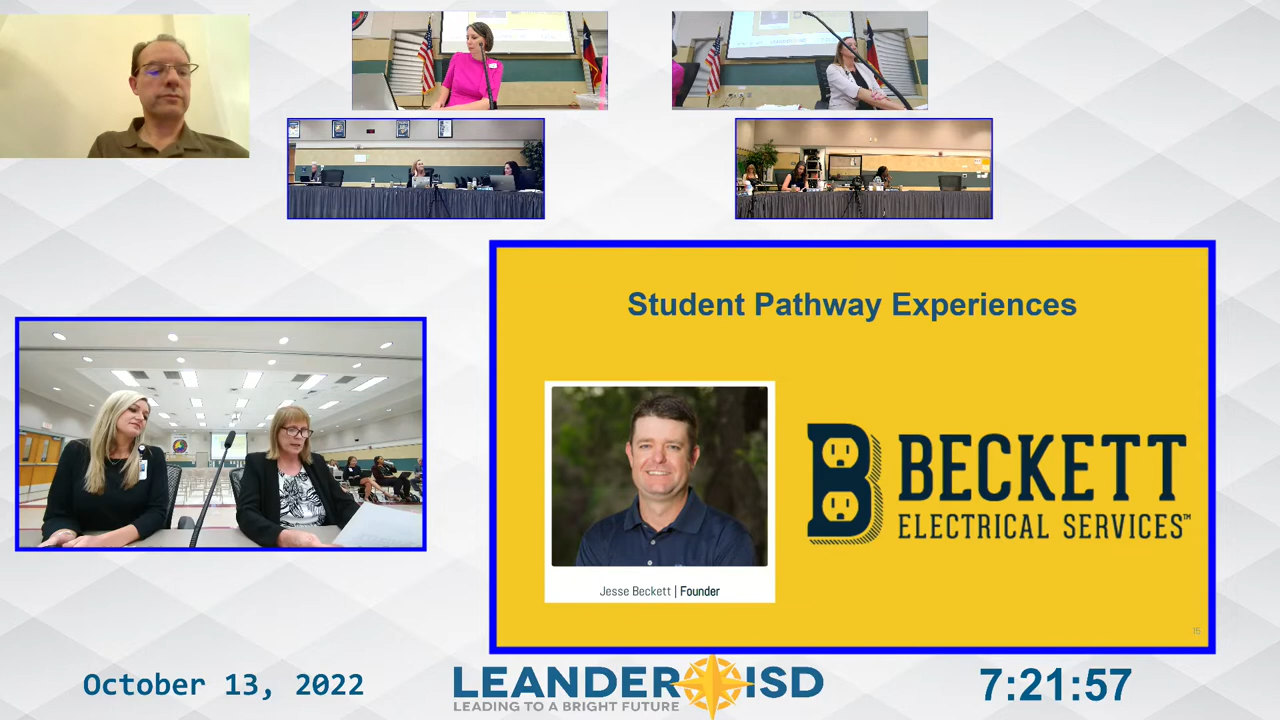 Student Pathway Experiences
B BECKETT
ELECTRICAL SERVICES™
Jesse Beckett | Founder
15
October 13, 2022
LEANDER ISD
LEADING TO A BRIGHT FUTURE
7:21:57